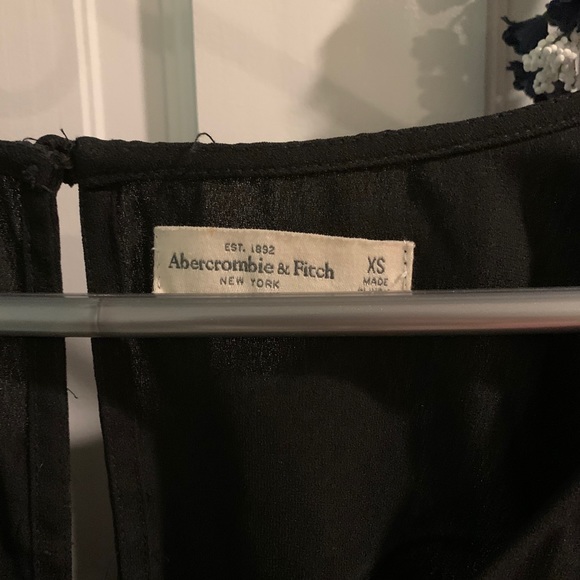 EST. 1892
Abercrombie & Fitch
NEW YORK
XS
MADE